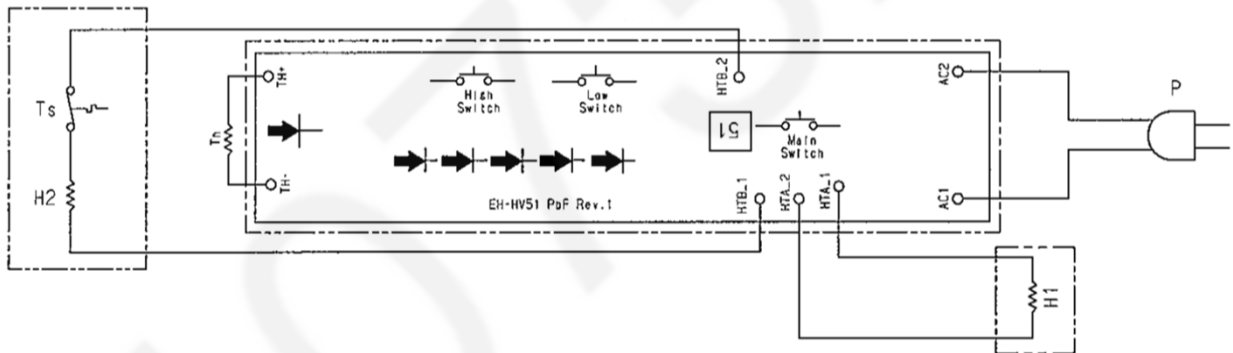 Ts
H2
Th
TH+
TH-
High
Switch
Low
Switch
HTB_2
51
Main
Switch
EH-HV51 PbF Rev.1
HTB_1
HTA_2
HTA_1
AC2
AC1
P
H1